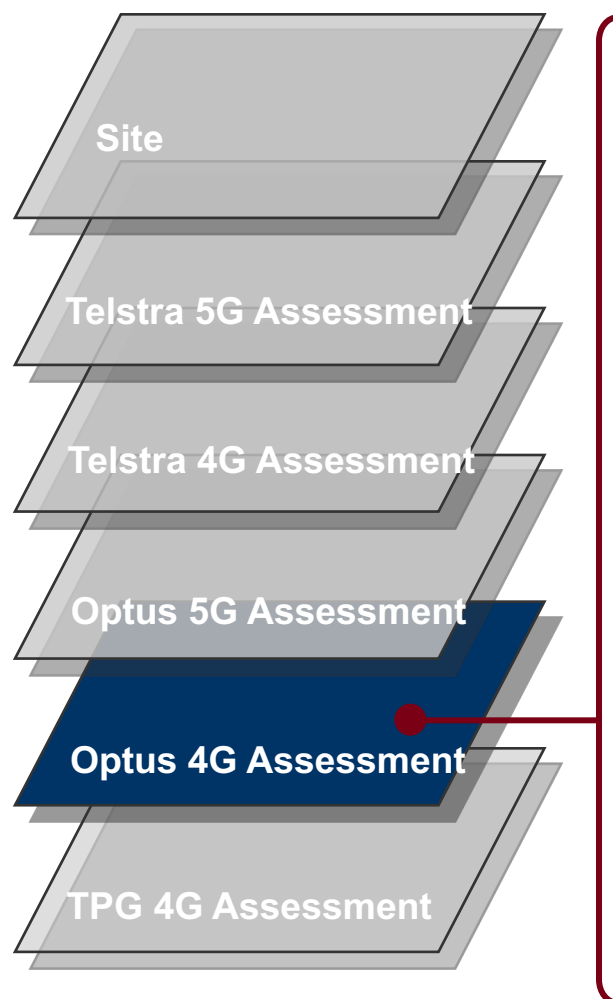 Site
Telstra 5G Assessment
Telstra 4G Assessment
Optus 5G Assessment
Optus 4G Assessment
TPG 4G Assessment